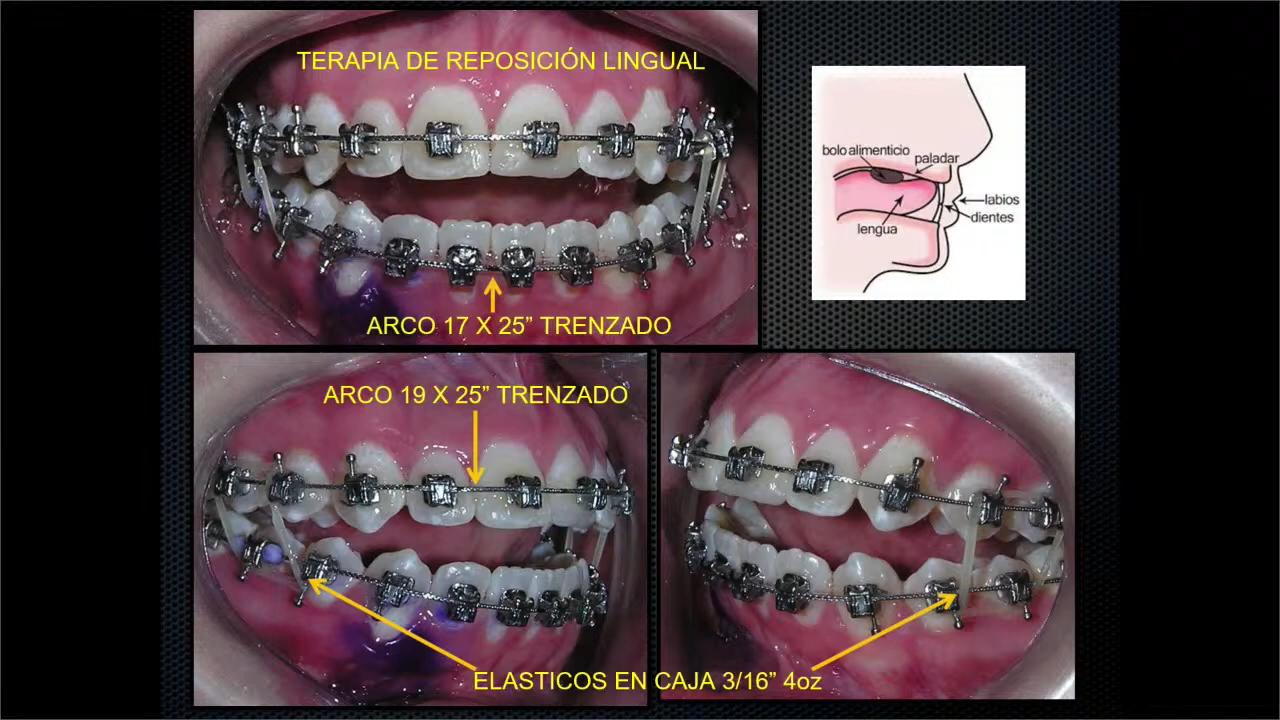 TERAPIA DE REPOSICIÓN LINGUAL
bolo alimenticio
paladar
labios
dientes
lengua
ARCO 17 X 25” TRENZADO
ARCO 19 X 25” TRENZADO
ELASTICOS EN CAJA 3/16” 4oz